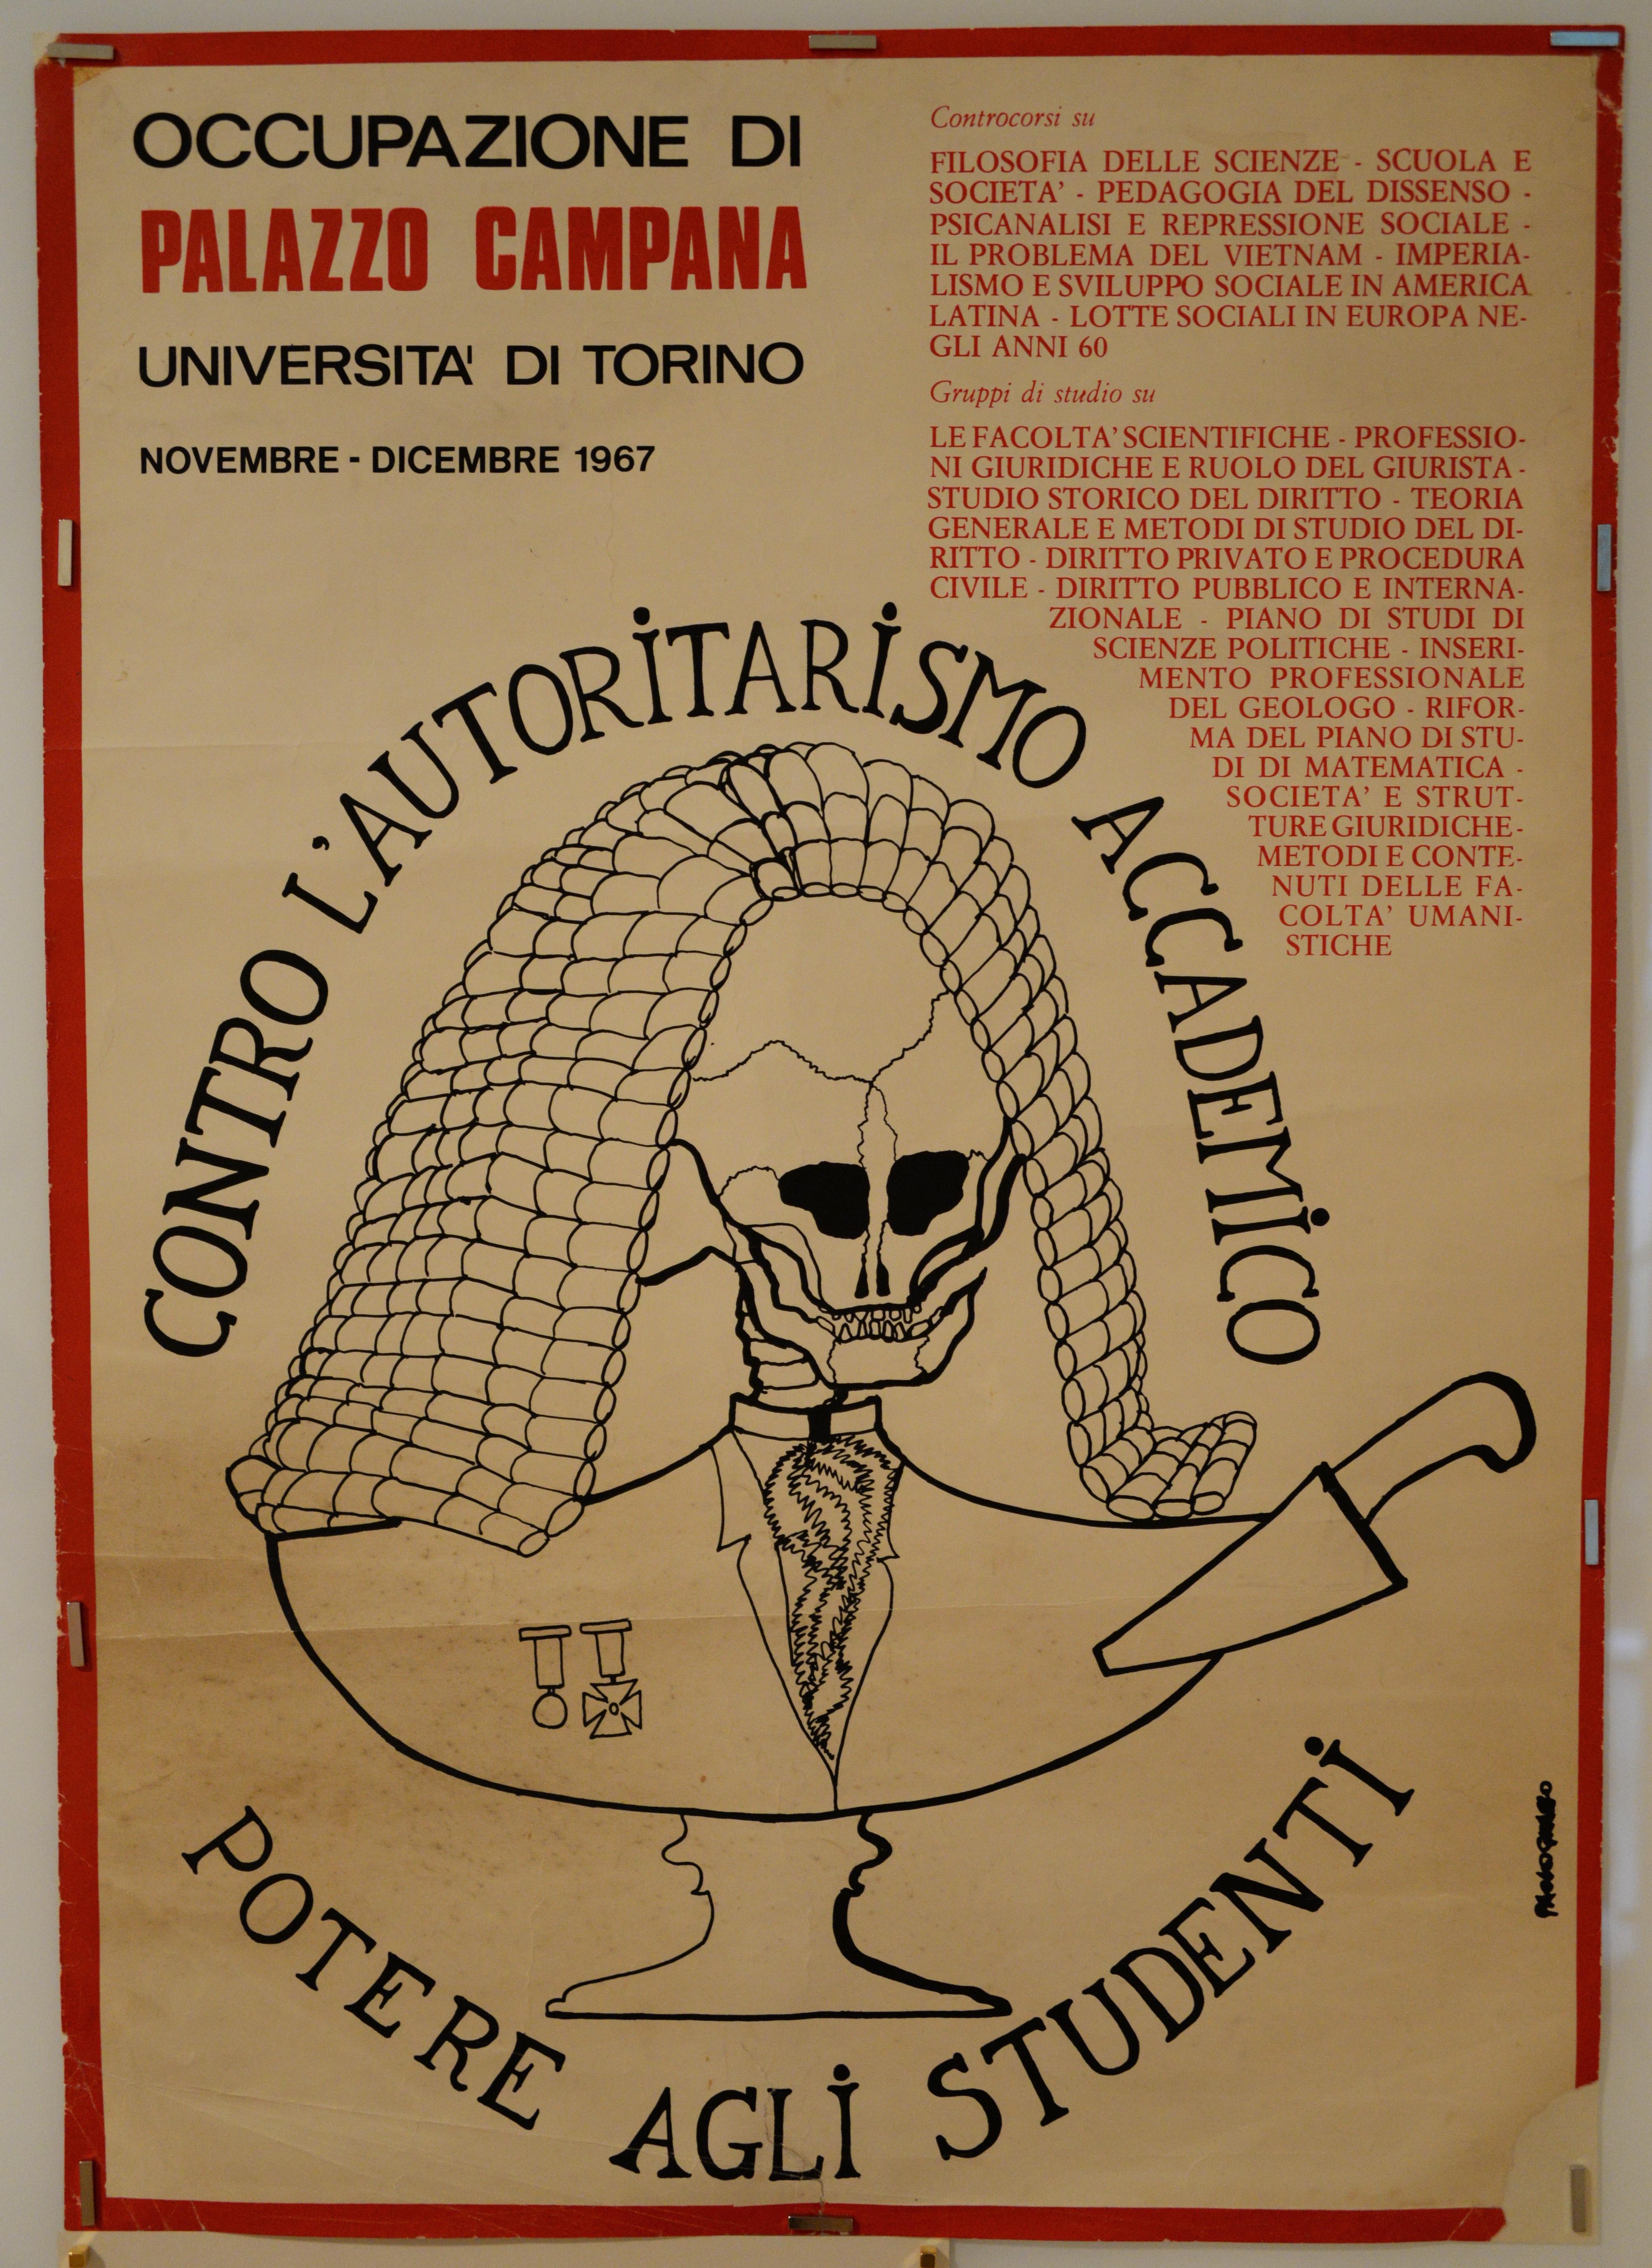 OCCUPAZIONE DI
PALAZZO CAMPANA
UNIVERSITA' DI TORINO
NOVEMBRE - DICEMBRE 1967
Controcorsi su
FILOSOFIA DELLE SCIENZE - SCUOLA E
SOCIETA' - PEDAGOGIA DEL DISSENSO -
PSICANALISI E REPRESSIONE SOCIALE -
IL PROBLEMA DEL VIETNAM - IMPERIA-
LISMO E SVILUPPO SOCIALE IN AMERICA
LATINA - LOTTE SOCIALI IN EUROPA NE-
GLI ANNI 60
Gruppi di studio su
LE FACOLTA' SCIENTIFICHE - PROFESSIO-
NI GIURIDICHE E RUOLO DEL GIURISTA -
STUDIO STORICO DEL DIRITTO - TEORIA
GENERALE E METODI DI STUDIO DEL DI-
RITTO - DIRITTO PRIVATO E PROCEDURA
CIVILE - DIRITTO PUBBLICO E INTERNA-
ZIONALE - PIANO DI STUDI DI
SCIENZE POLITICHE - INSERI-
MENTO PROFESSIONALE
DEL GEOLOGO - RIFOR-
MA DEL PIANO DI STU-
DI DI MATEMATICA -
SOCIETA' E STRUT-
TURE GIURIDICHE -
METODI E CONTE-
NUTI DELLE FA-
COLTA' UMANI-
STICHE
CONTRO L'AUTORITARISMO ACCADEMICO
POTERE AGLI STUDENTI